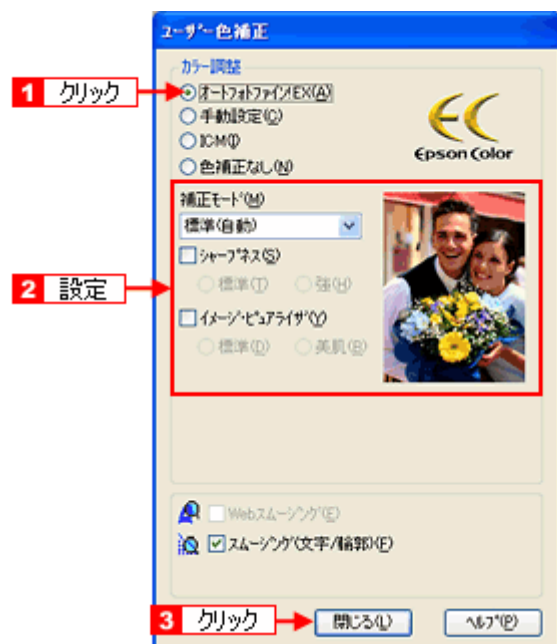 ユーザー色補正
カラー調整
1 クリック
オートフォトファイン!EX(A)
手動設定(C)
ICM(I)
色補正なし(N)
Epson Color
補正モード(M)
標準(自動)
シャープネス(S)
標準(T) 強(H)
2 設定
イメージ・ピュアライザ(Y)
標準(D) 美肌(B)
Webスムージング(E)
スムージング(文字/輪郭)(F)
3 クリック 閉じる(L) ヘルプ(P)